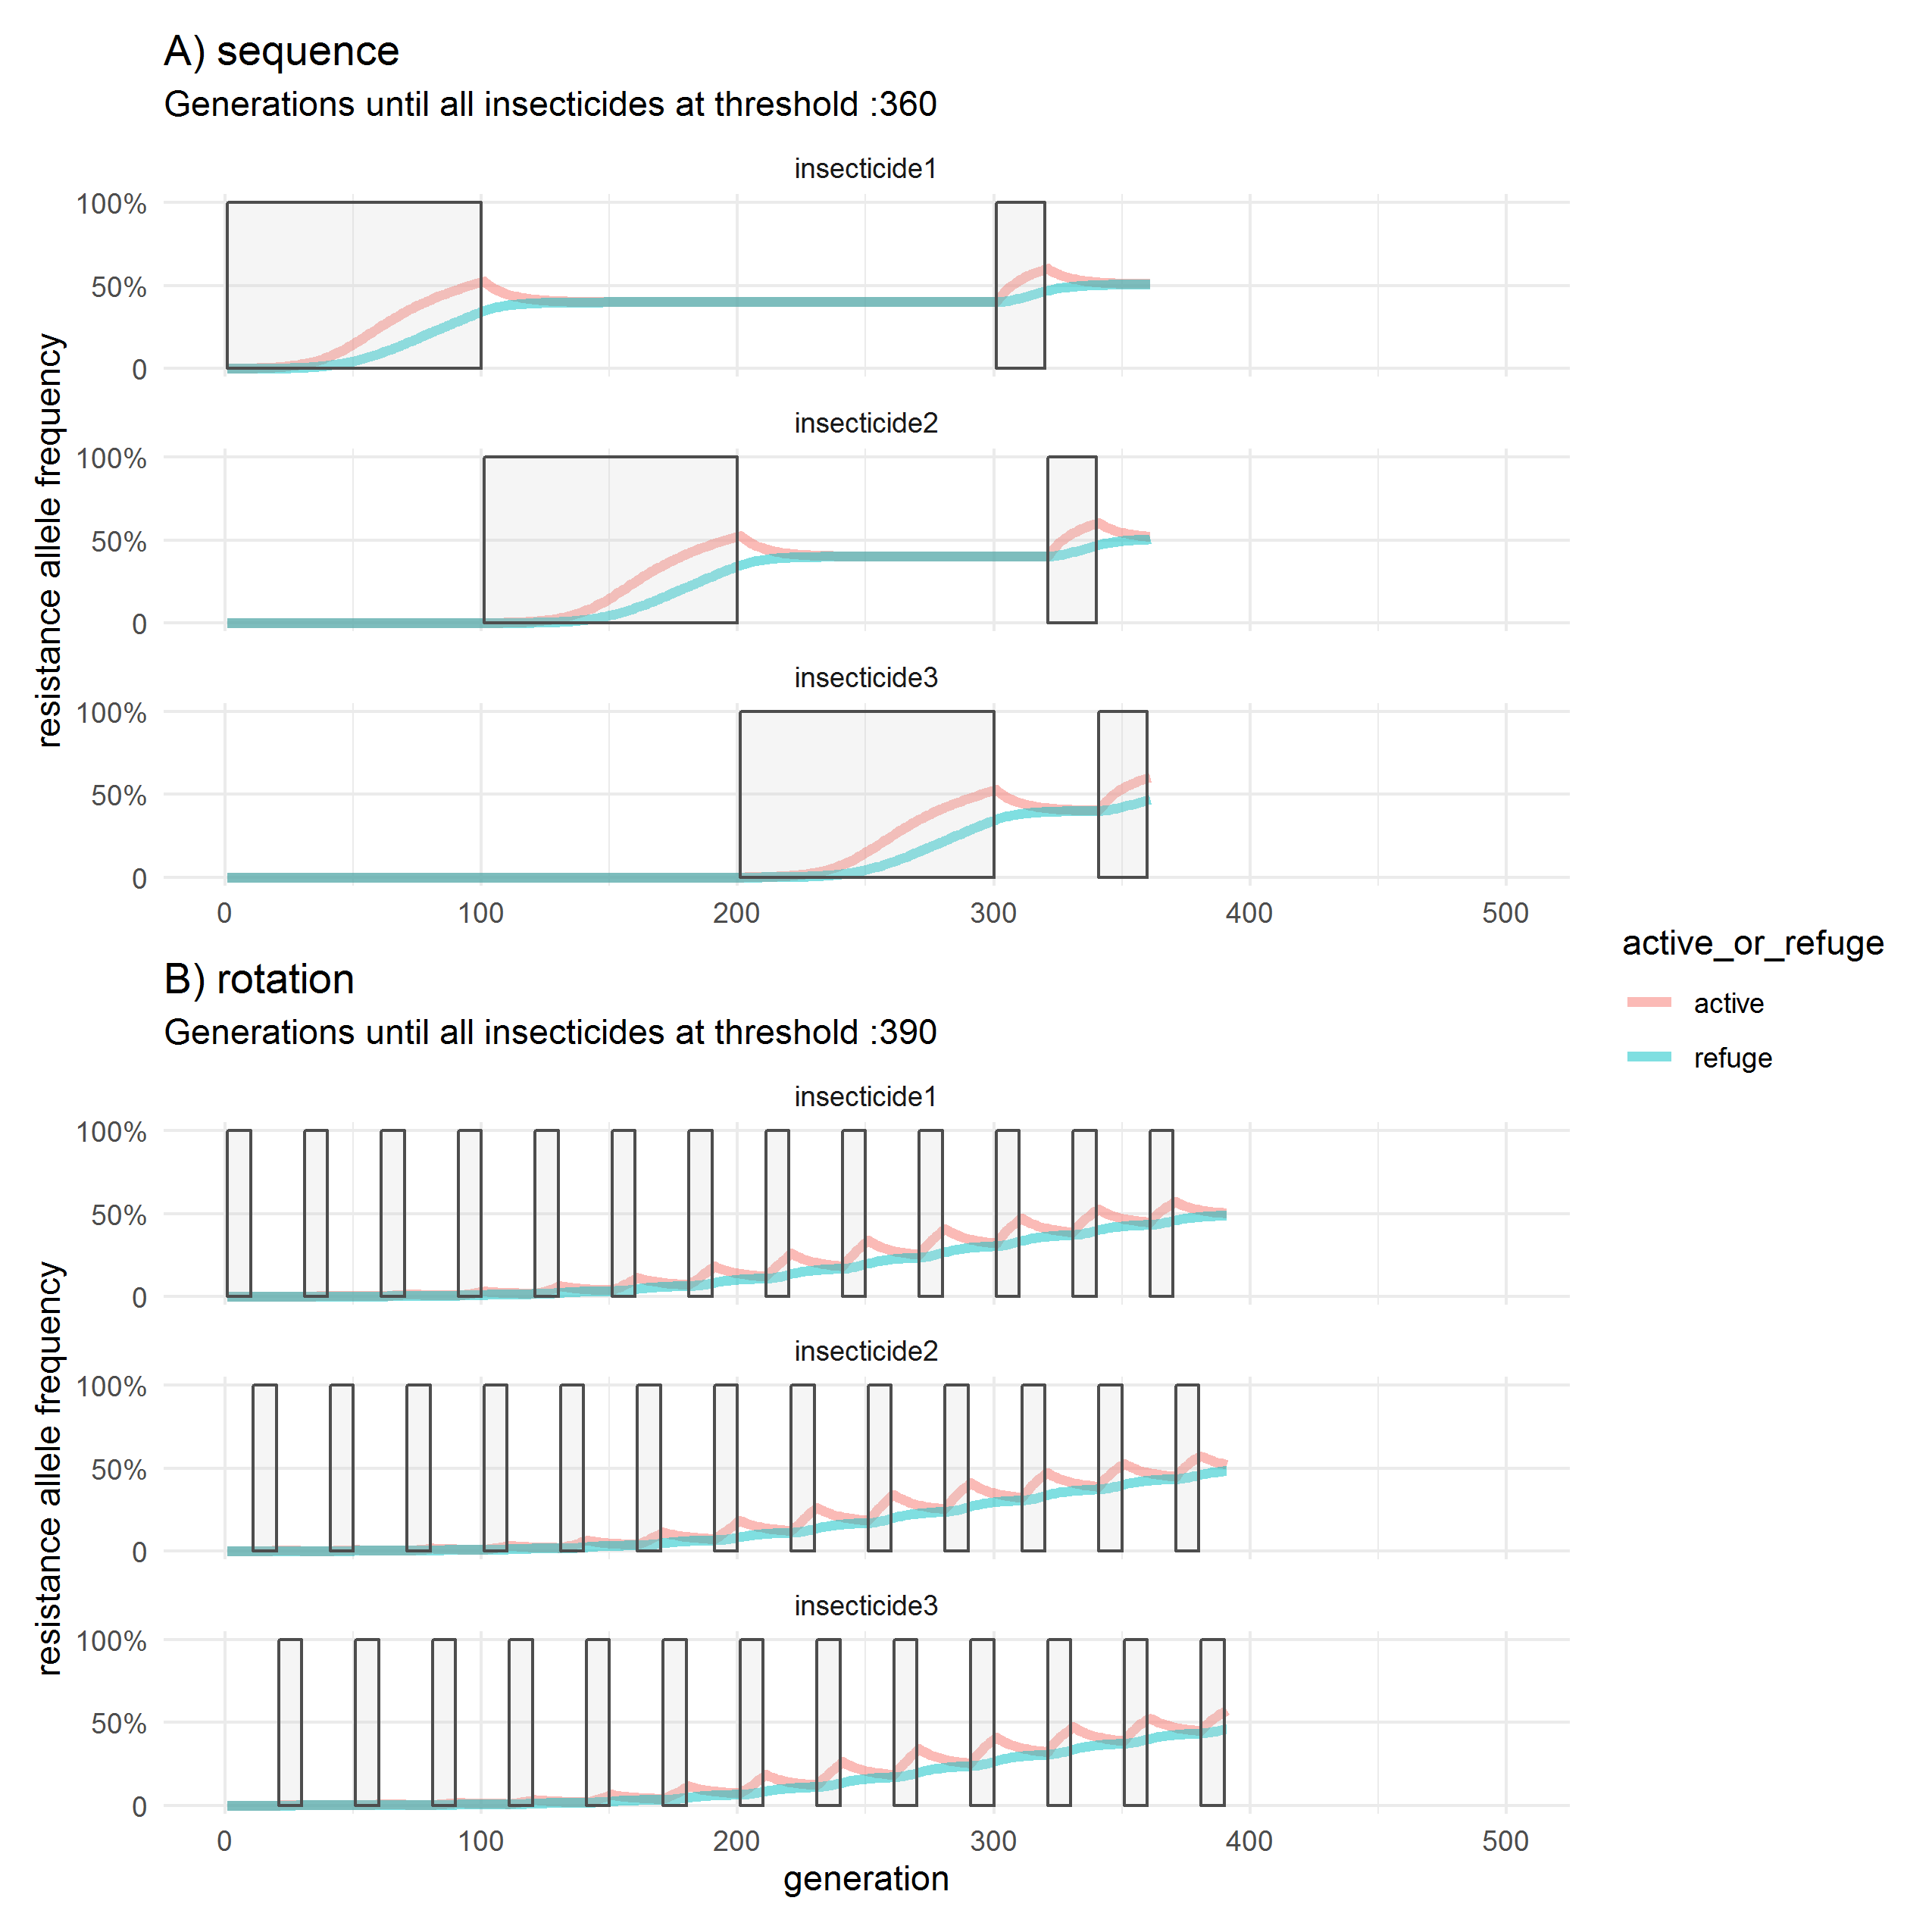 A) sequence
Generations until all insecticides at threshold :360
insecticide1
100%
50%
0
insecticide2
100%
50%
0
insecticide3
100%
50%
0
resistance allele frequency
0 100 200 300 400 500
B) rotation
Generations until all insecticides at threshold :390
insecticide1
100%
50%
0
insecticide2
100%
50%
0
insecticide3
100%
50%
0
resistance allele frequency
0 100 200 300 400 500
generation
active_or_refuge
active
refuge